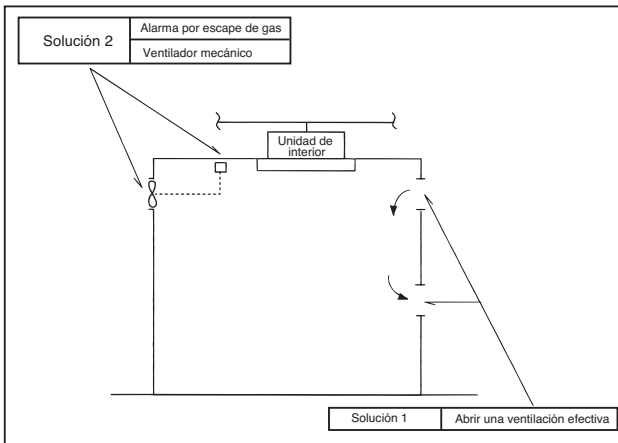 Solución 2
Alarma por escape de gas
Ventilador mecánico
Unidad de
interior
Solución 1
Abrir una ventilación efectiva